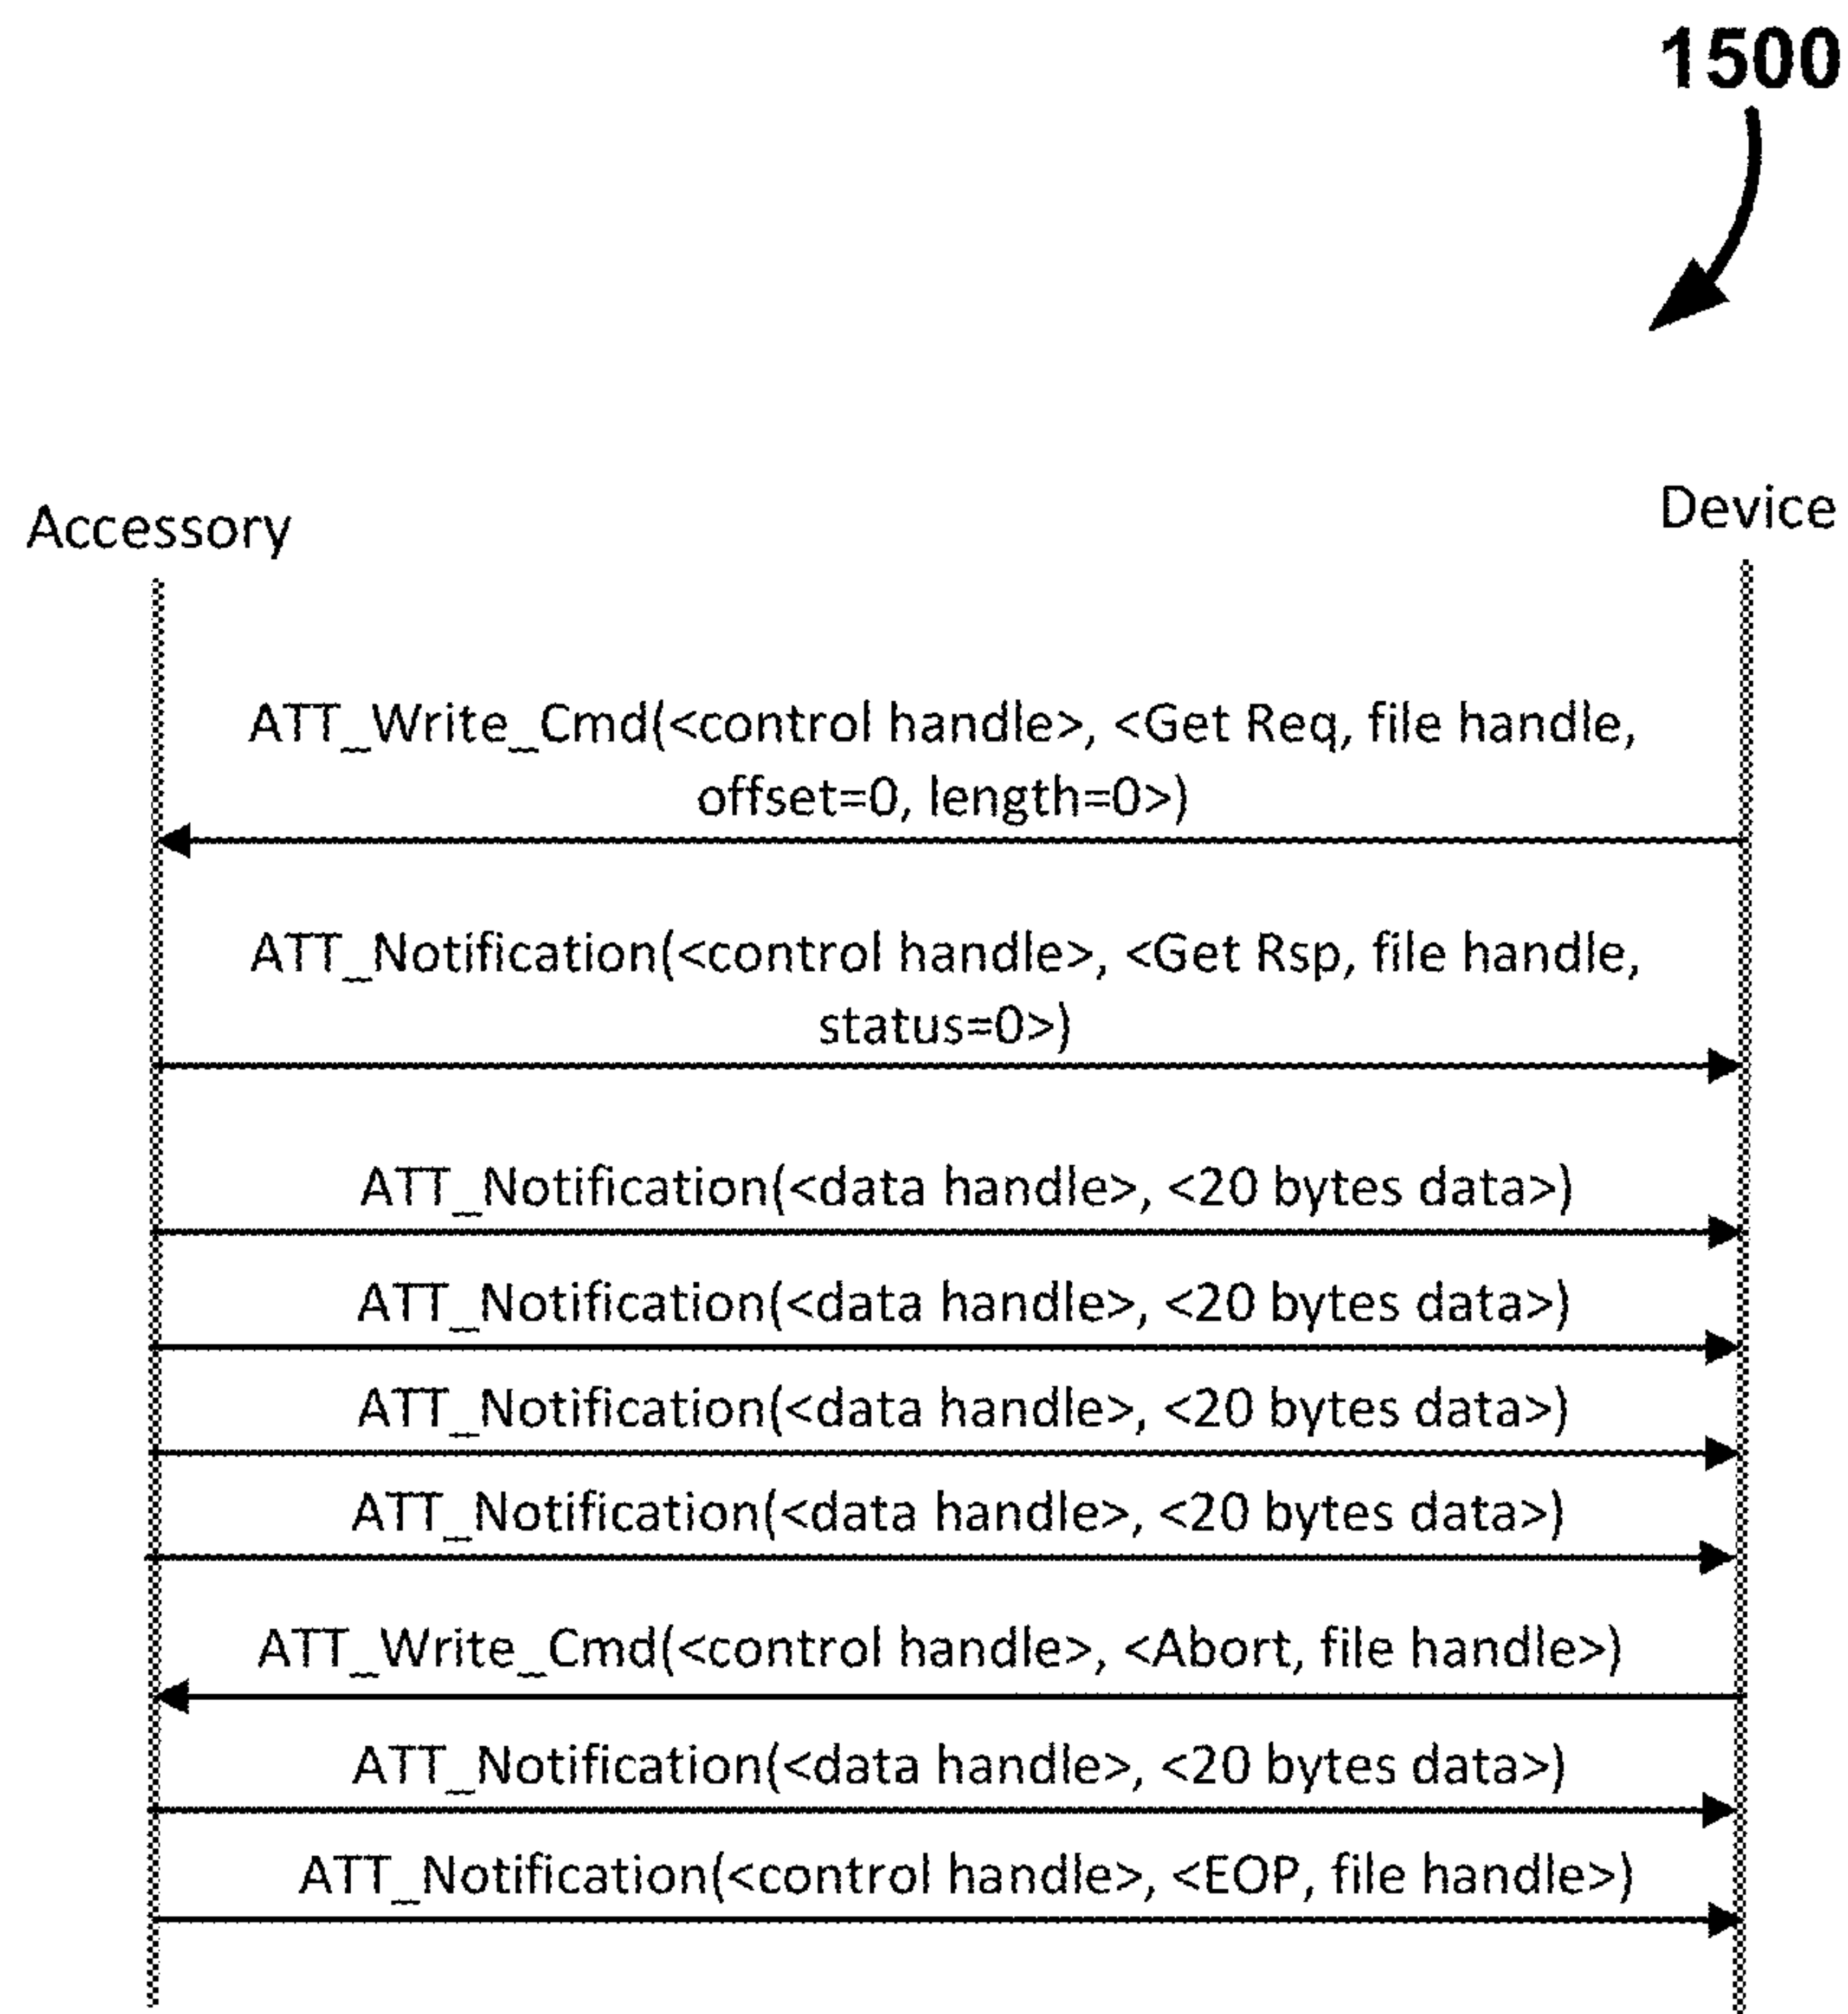 1500
Accessory
Device
ATT_Write_Cmd(<control handle>, <Get Req, file handle,
offset=0, length=0>)
ATT_Notification(<control handle>, <Get Rsp, file handle,
status=0>)
ATT_Notification(<data handle>, <20 bytes data>)
ATT_Notification(<data handle>, <20 bytes data>)
ATT_Notification(<data handle>, <20 bytes data>)
ATT_Notification(<data handle>, <20 bytes data>)
ATT_Write_Cmd(<control handle>, <Abort, file handle>)
ATT_Notification(<data handle>, <20 bytes data>)
ATT_Notification(<control handle>, <EOP, file handle>)